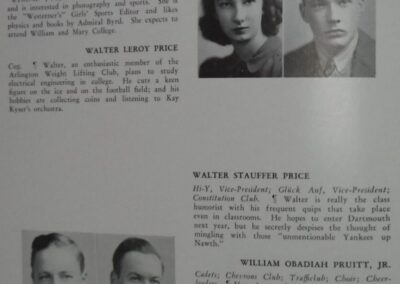 and is interested in photography and sports. She is
the "Westerner's" Girls' Sports Editor and likes
physics and books by Admiral Byrd. She expects to
attend William and Mary College.
WALTER LEROY PRICE
Cog. ¶ Walter, an enthusiastic member of the
Arlington Weight Lifting Club, plans to study
electrical engineering in college. He cuts a keen
figure on the ice and on the football field; and his
hobbies are collecting coins and listening to Kay
Kyser's orchestra.
WALTER STAUFFER PRICE
Hi-Y, Vice-President; Glück Auf, Vice-President;
Constitution Club. ¶ Walter is really the class
humorist with his frequent quips that take place
even in classrooms. He hopes to enter Dartmouth
next year, but he secretly despises the thought of
mingling with those "unmentionable Yankees up
Nawth."
WILLIAM OBADIAH PRUITT, JR.
Cadets; Chevrons Club; Trafficlub; Choir; Cheer-